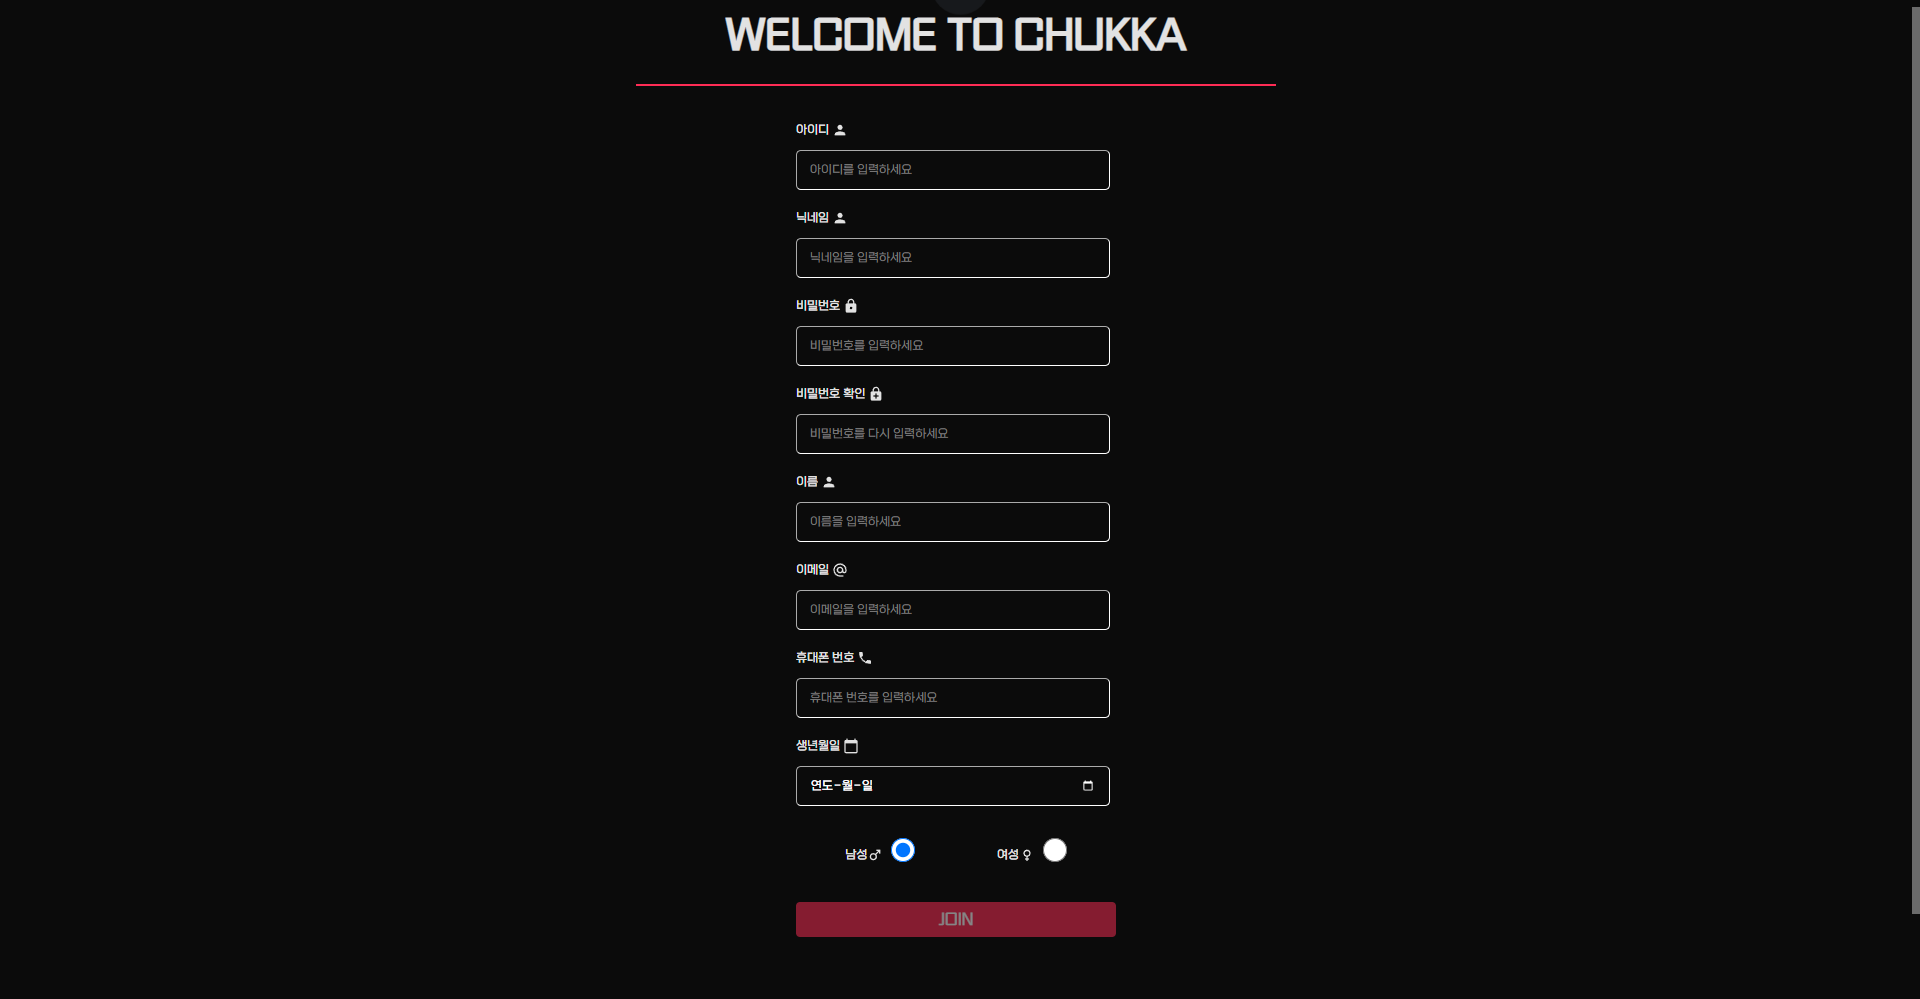 WELCOME TO CHUKKA
아이디
아이디를 입력하세요
닉네임
닉네임을 입력하세요
비밀번호
비밀번호를 입력하세요
비밀번호 확인
비밀번호를 다시 입력하세요
이름
이름을 입력하세요
이메일
이메일을 입력하세요
휴대폰 번호
휴대폰 번호를 입력하세요
생년월일
연도-월-일
남성 여성
JOIN